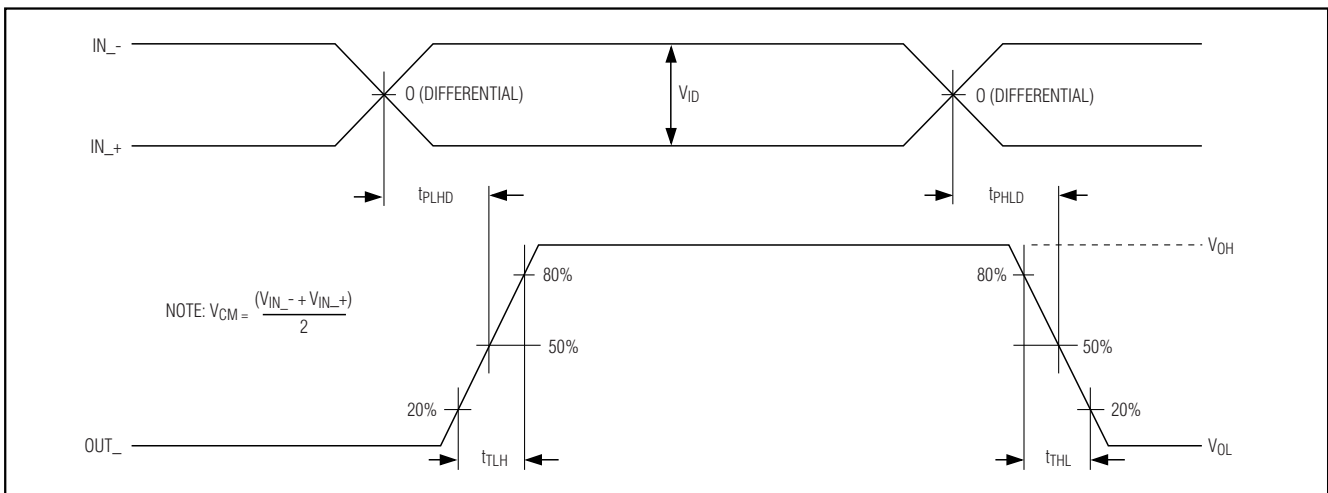 IN_-
0 (DIFFERENTIAL)
VID
0 (DIFFERENTIAL)
IN_+
tPLHD
tPHLD
VOH
80%
80%
NOTE: VCM = (VIN_- + VIN_+)
2
50%
50%
20%
20%
OUT_
tTLH
tTHL
VOL